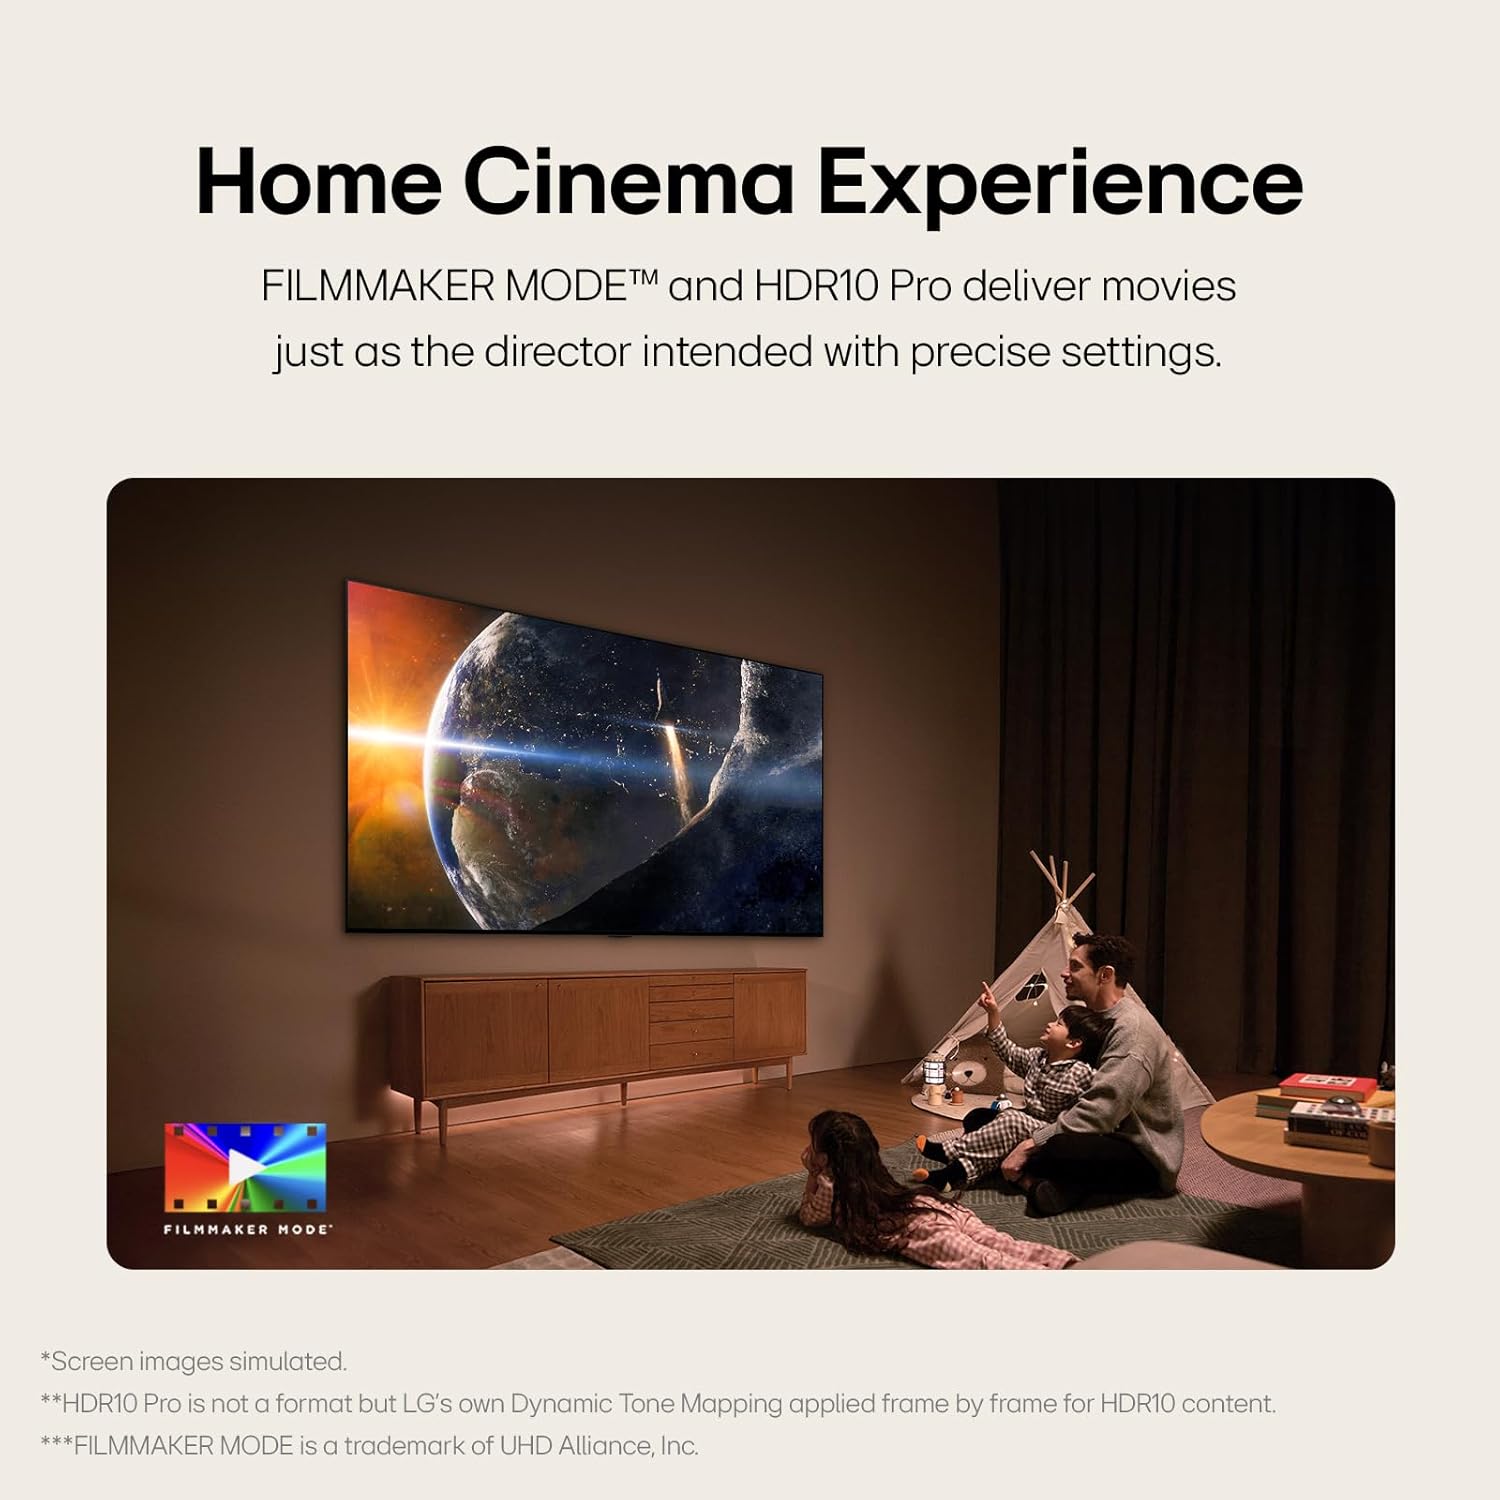 Home Cinema Experience
FILMMAKER MODE™ and HDR10 Pro deliver movies
just as the director intended with precise settings.
FILMMAKER MODE™
*Screen images simulated.
**HDR10 Pro is not a format but LG's own Dynamic Tone Mapping applied frame by frame for HDR10 content.
***FILMMAKER MODE is a trademark of UHD Alliance, Inc.